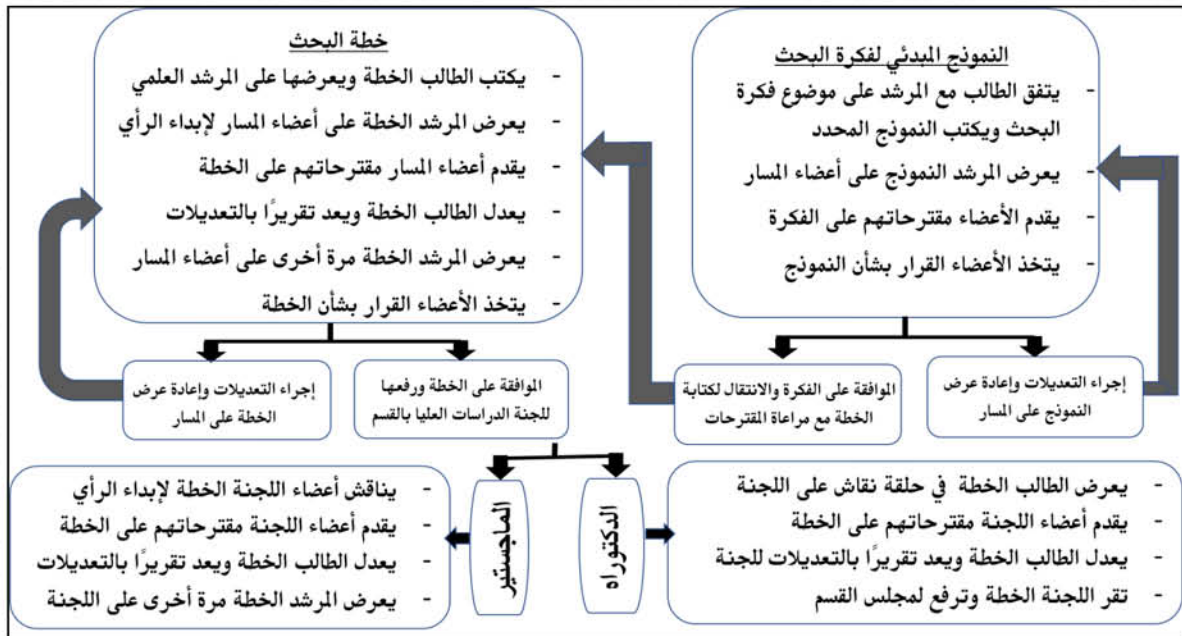 النموذج المبدئي لفكرة البحث
- يتفق الطالب مع المرشد على موضوع فكرة
البحث ويكتب النموذج المحدد
- يعرض المرشد النموذج على أعضاء المسار
- يقدم الأعضاء مقترحاتهم على الفكرة
- يتخذ الأعضاء القرار بشأن النموذج
إجراء التعديلات وإعادة عرض
النموذج على المسار
الموافقة على الفكرة والانتقال لكتابة
الخطة مع مراعاة المقترحات
خطة البحث
- يكتب الطالب الخطة ويعرضها على المرشد العلمي
- يعرض المرشد الخطة على أعضاء المسار لإبداء الرأي
- يقدم أعضاء المسار مقترحاتهم على الخطة
- يعدل الطالب الخطة ويعد تقريرًا بالتعديلات
- يعرض المرشد الخطة مرة أخرى على أعضاء المسار
- يتخذ الأعضاء القرار بشأن الخطة
الموافقة على الخطة ورفعها
للجنة الدراسات العليا بالقسم
إجراء التعديلات وإعادة عرض
الخطة على المسار
الدكتوراه
- يعرض الطالب الخطة في حلقة نقاش على اللجنة
- يقدم أعضاء اللجنة مقترحاتهم على الخطة
- يعدل الطالب الخطة ويعد تقريرًا بالتعديلات للجنة
- تقر اللجنة الخطة وترفع لمجلس القسم
الماجستير
- يناقش أعضاء اللجنة الخطة لإبداء الرأي
- يقدم أعضاء اللجنة مقترحاتهم على الخطة
- يعدل الطالب الخطة ويعد تقريرًا بالتعديلات
- يعرض المرشد الخطة مرة أخرى على اللجنة